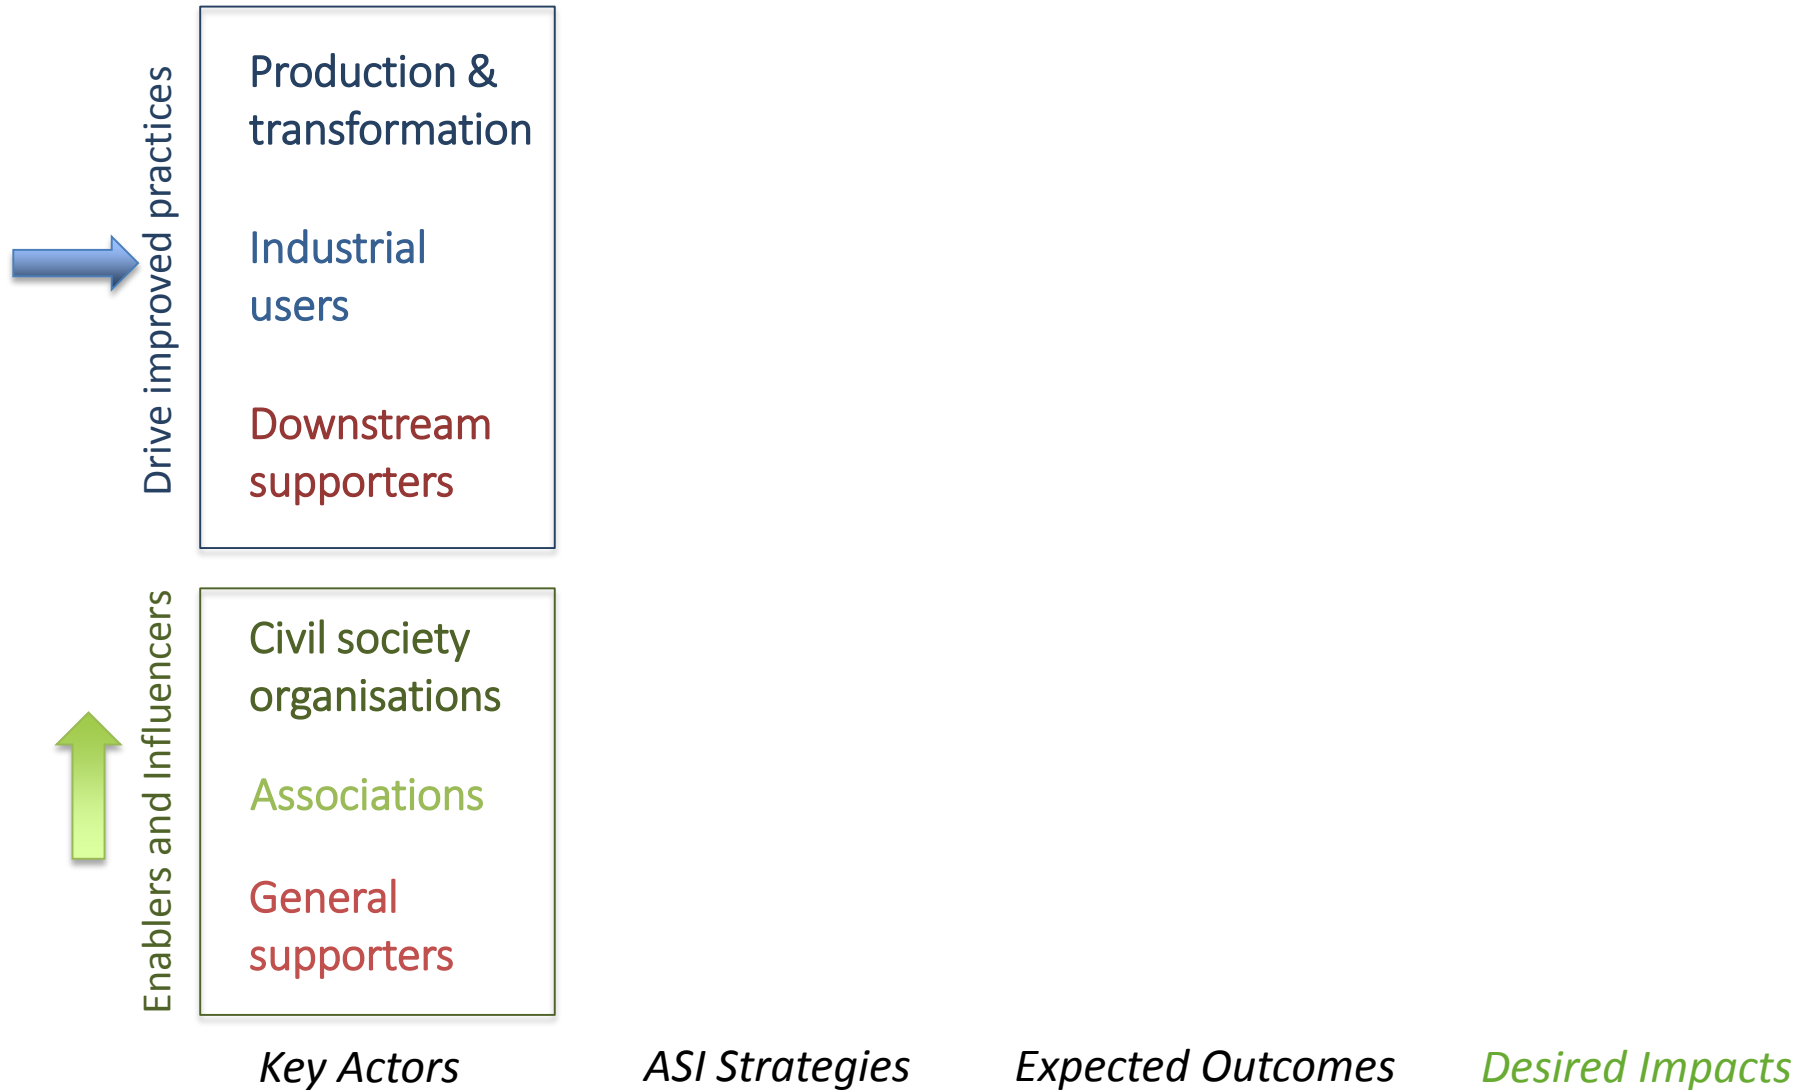 Drive improved practices
Production &
transformation
Industrial
users
Downstream
supporters
Enablers and Influencers
Civil society
organisations
Associations
General
supporters
Key Actors
ASI Strategies
Expected Outcomes
Desired Impacts